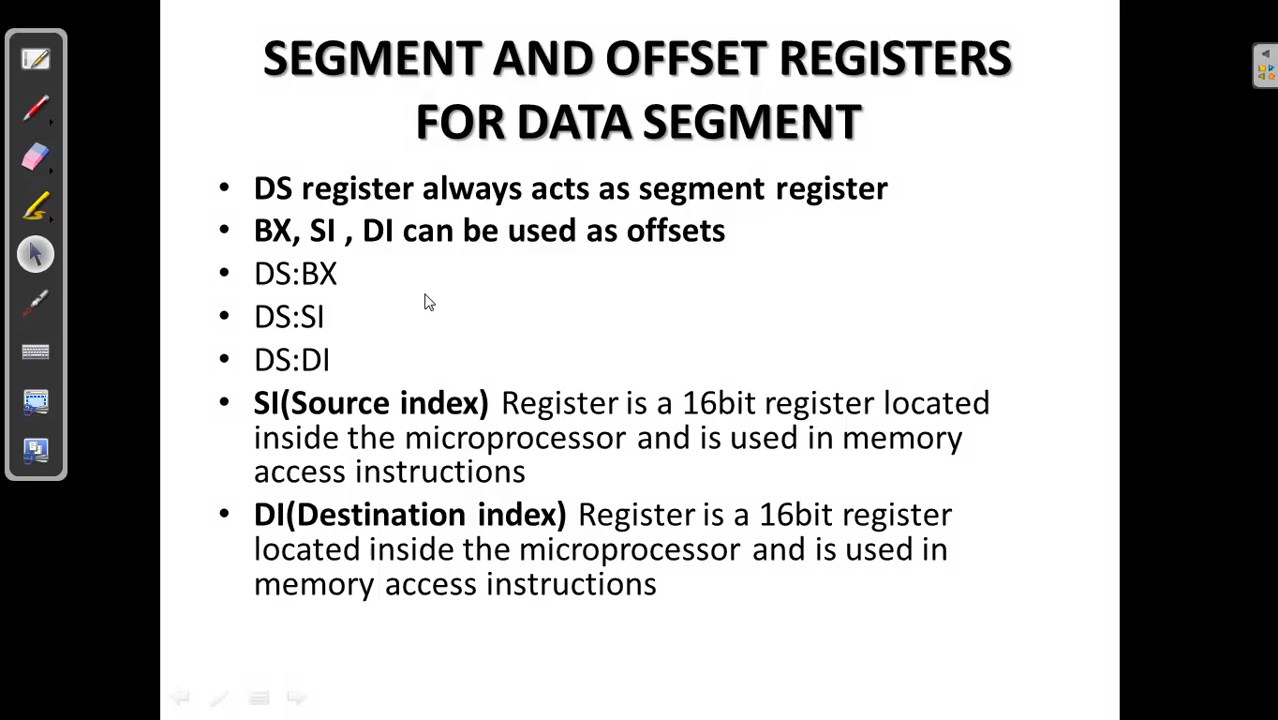 SEGMENT AND OFFSET REGISTERS
FOR DATA SEGMENT
• DS register always acts as segment register
• BX, SI , DI can be used as offsets
• DS:BX
• DS:SI
• DS:DI
• SI(Source index) Register is a 16bit register located
inside the microprocessor and is used in memory
access instructions
• DI(Destination index) Register is a 16bit register
located inside the microprocessor and is used in
memory access instructions